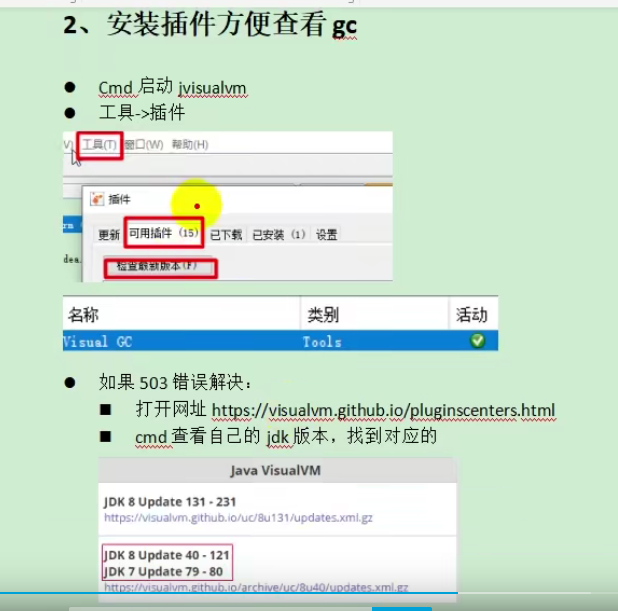 2、安装插件方便查看 gc
Cmd 启动 jvisualvm
工具->插件
V) 工具(T) 窗口(W) 帮助(H)
插件
更新 可用插件 (15) 已下载 已安装 (1) 设置
检查最新版本(F)
dea.
名称 类别 活动
Visual GC Tools
如果 503 错误解决：
打开网址 https://visualvm.github.io/pluginscenters.html
cmd 查看自己的 jdk 版本，找到对应的
Java VisualVM
JDK 8 Update 131 - 231
https://visualvm.github.io/uc/8u131/updates.xml.gz
JDK 8 Update 40 - 121
JDK 7 Update 79 - 80
https://visualvm.github.io/archive/uc/8u40/updates.xml.gz